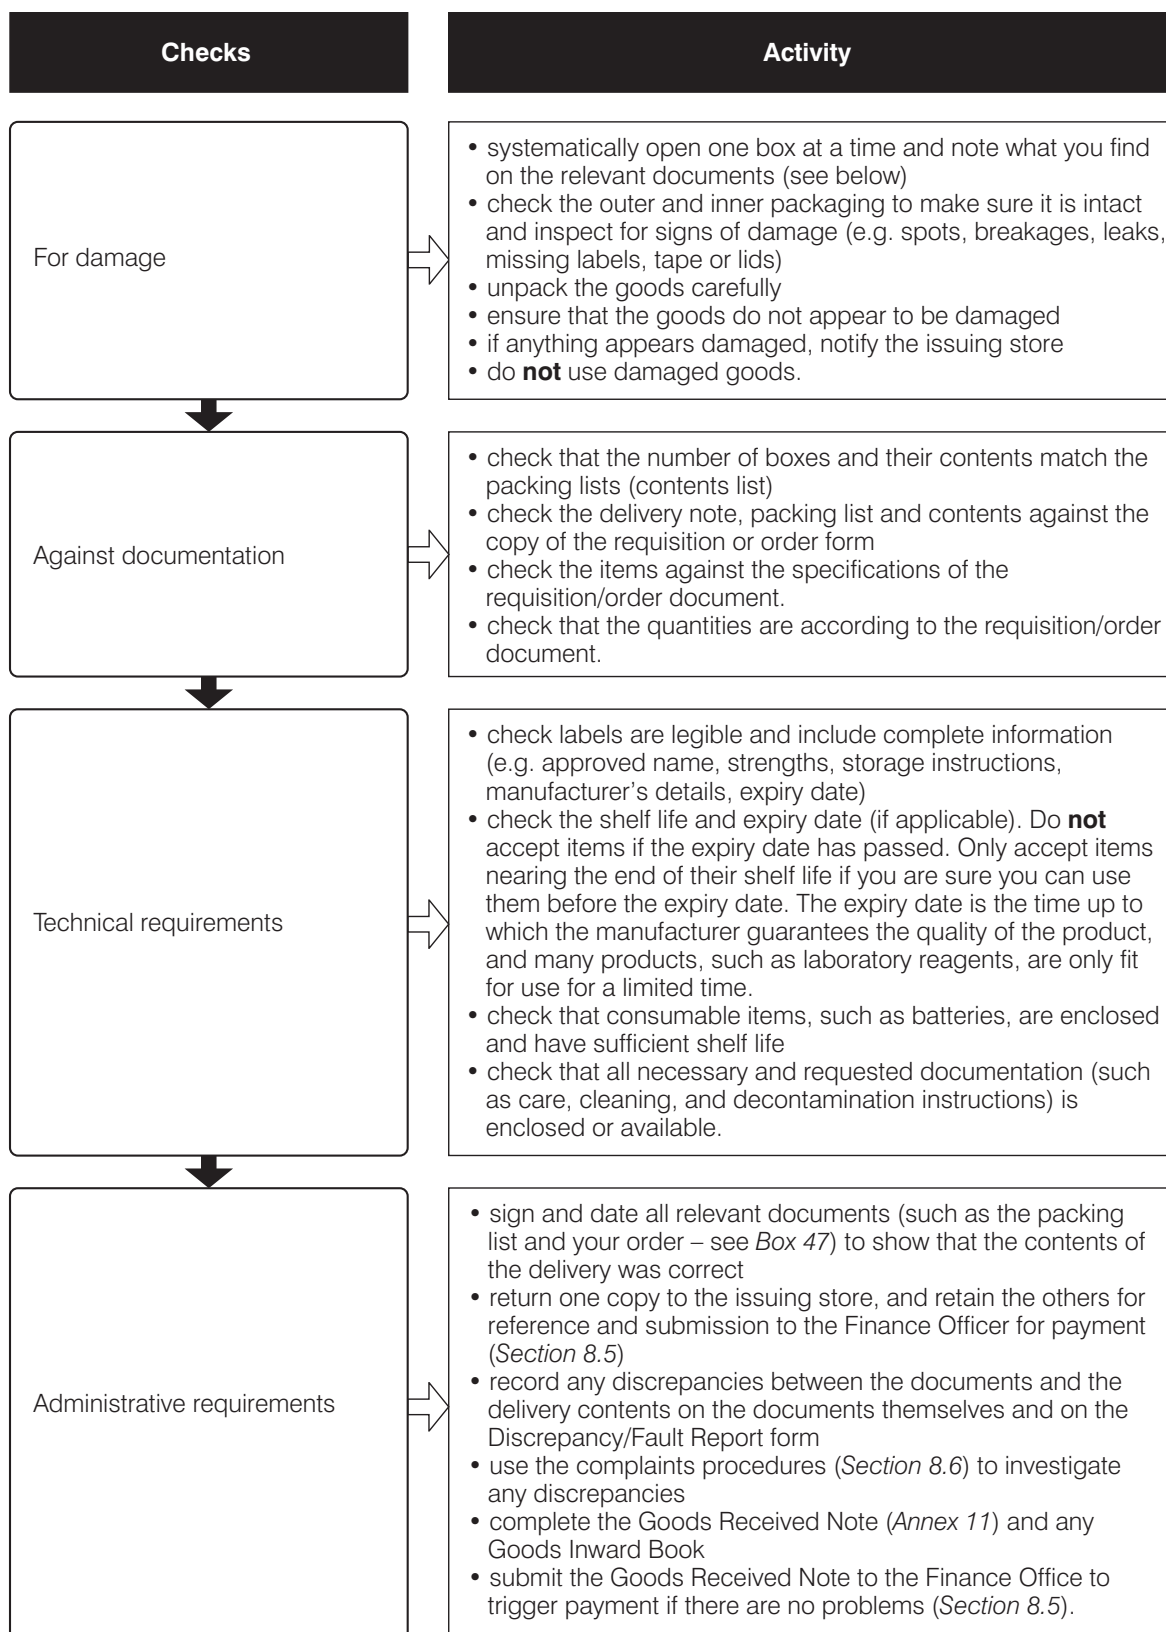 Checks
Activity
For damage
• systematically open one box at a time and note what you find
on the relevant documents (see below)
• check the outer and inner packaging to make sure it is intact
and inspect for signs of damage (e.g. spots, breakages, leaks,
missing labels, tape or lids)
• unpack the goods carefully
• ensure that the goods do not appear to be damaged
• if anything appears damaged, notify the issuing store
• do not use damaged goods.
Against documentation
• check that the number of boxes and their contents match the
packing lists (contents list)
• check the delivery note, packing list and contents against the
copy of the requisition or order form
• check the items against the specifications of the
requisition/order document.
• check that the quantities are according to the requisition/order
document.
Technical requirements
• check labels are legible and include complete information
(e.g. approved name, strengths, storage instructions,
manufacturer’s details, expiry date)
• check the shelf life and expiry date (if applicable). Do not
accept items if the expiry date has passed. Only accept items
nearing the end of their shelf life if you are sure you can use
them before the expiry date. The expiry date is the time up to
which the manufacturer guarantees the quality of the product,
and many products, such as laboratory reagents, are only fit
for use for a limited time.
• check that consumable items, such as batteries, are enclosed
and have sufficient shelf life
• check that all necessary and requested documentation (such
as care, cleaning, and decontamination instructions) is
enclosed or available.
Administrative requirements
• sign and date all relevant documents (such as the packing
list and your order – see Box 47) to show that the contents of
the delivery was correct
• return one copy to the issuing store, and retain the others for
reference and submission to the Finance Officer for payment
(Section 8.5)
• record any discrepancies between the documents and the
delivery contents on the documents themselves and on the
Discrepancy/Fault Report form
• use the complaints procedures (Section 8.6) to investigate
any discrepancies
• complete the Goods Received Note (Annex 11) and any
Goods Inward Book
• submit the Goods Received Note to the Finance Office to
trigger payment if there are no problems (Section 8.5).